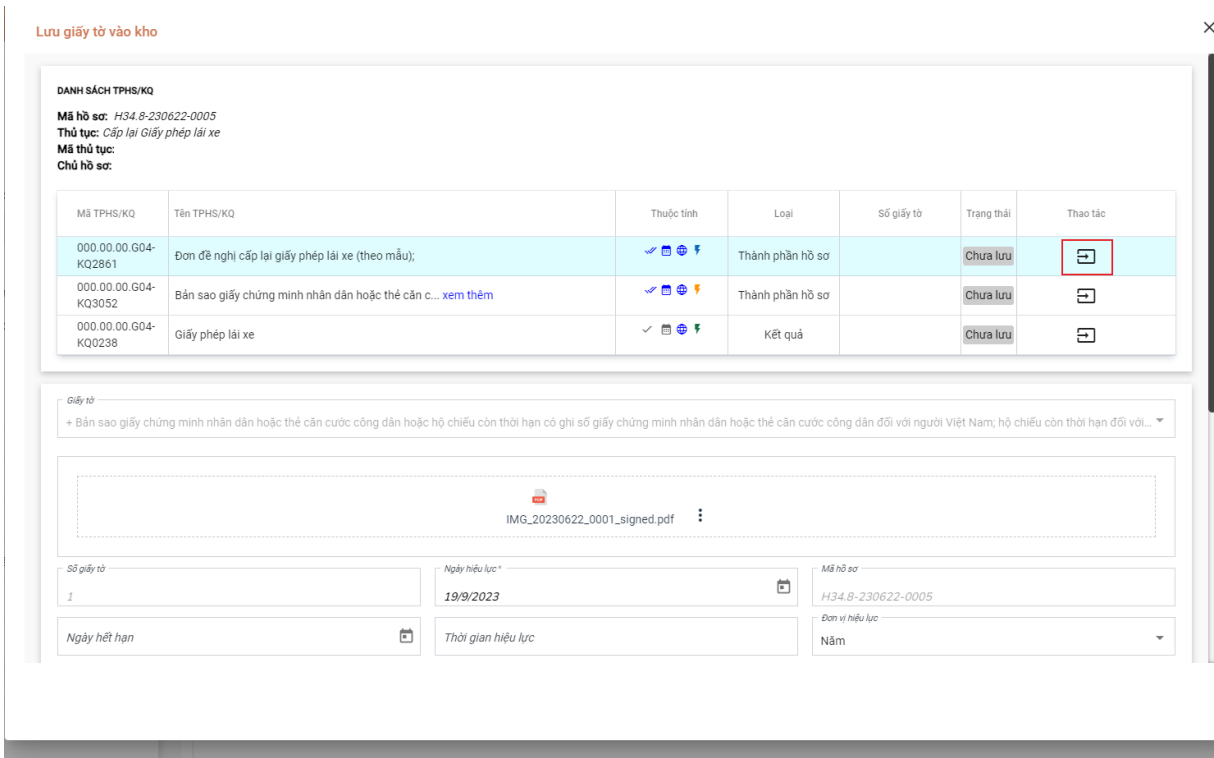 Lưu giấy tờ vào kho
DANH SÁCH TPHS/KQ
Mã hồ sơ: H34.8-230622-0005
Thủ tục: Cấp lại Giấy phép lái xe
Mã thủ tục:
Chủ hồ sơ:
Mã TPHS/KQ Tên TPHS/KQ Thuộc tính Loại Số giấy tờ Trạng thái Thao tác
000.00.00.G04-
KQ2861
Đơn đề nghị cấp lại giấy phép lái xe (theo mẫu); Thành phần hồ sơ Chưa lưu
000.00.00.G04-
KQ3052
Bản sao giấy chứng minh nhân dân hoặc thẻ căn c... xem thêm Thành phần hồ sơ Chưa lưu
000.00.00.G04-
KQ0238
Giấy phép lái xe Kết quả Chưa lưu
Giấy tờ
+ Bản sao giấy chứng minh nhân dân hoặc thẻ căn cước công dân hoặc hộ chiếu còn thời hạn có ghi số giấy chứng minh nhân dân hoặc thẻ căn cước công dân đối với người Việt Nam; hộ chiếu còn thời hạn đối với...
PDF
IMG_20230622_0001_signed.pdf
Số giấy tờ Ngày hiệu lực * Mã hồ sơ
1 19/9/2023 H34.8-230622-0005
Đơn vị hiệu lực
Ngày hết hạn Thời gian hiệu lực Năm